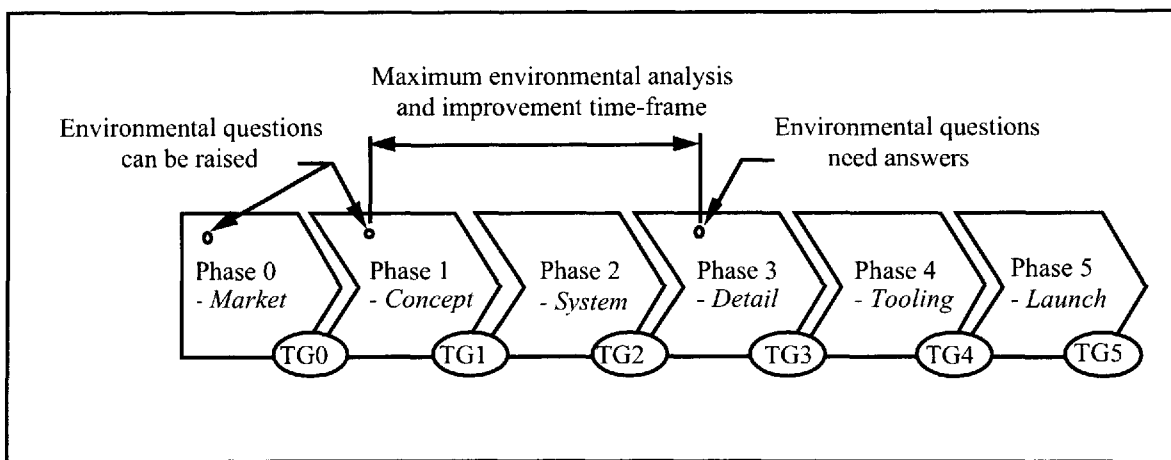 Maximum environmental analysis
and improvement time-frame
Environmental questions
can be raised
Environmental questions
need answers
Phase 0
- Market
Phase 1
- Concept
Phase 2
- System
Phase 3
- Detail
Phase 4
- Tooling
Phase 5
- Launch
TG0
TG1
TG2
TG3
TG4
TG5